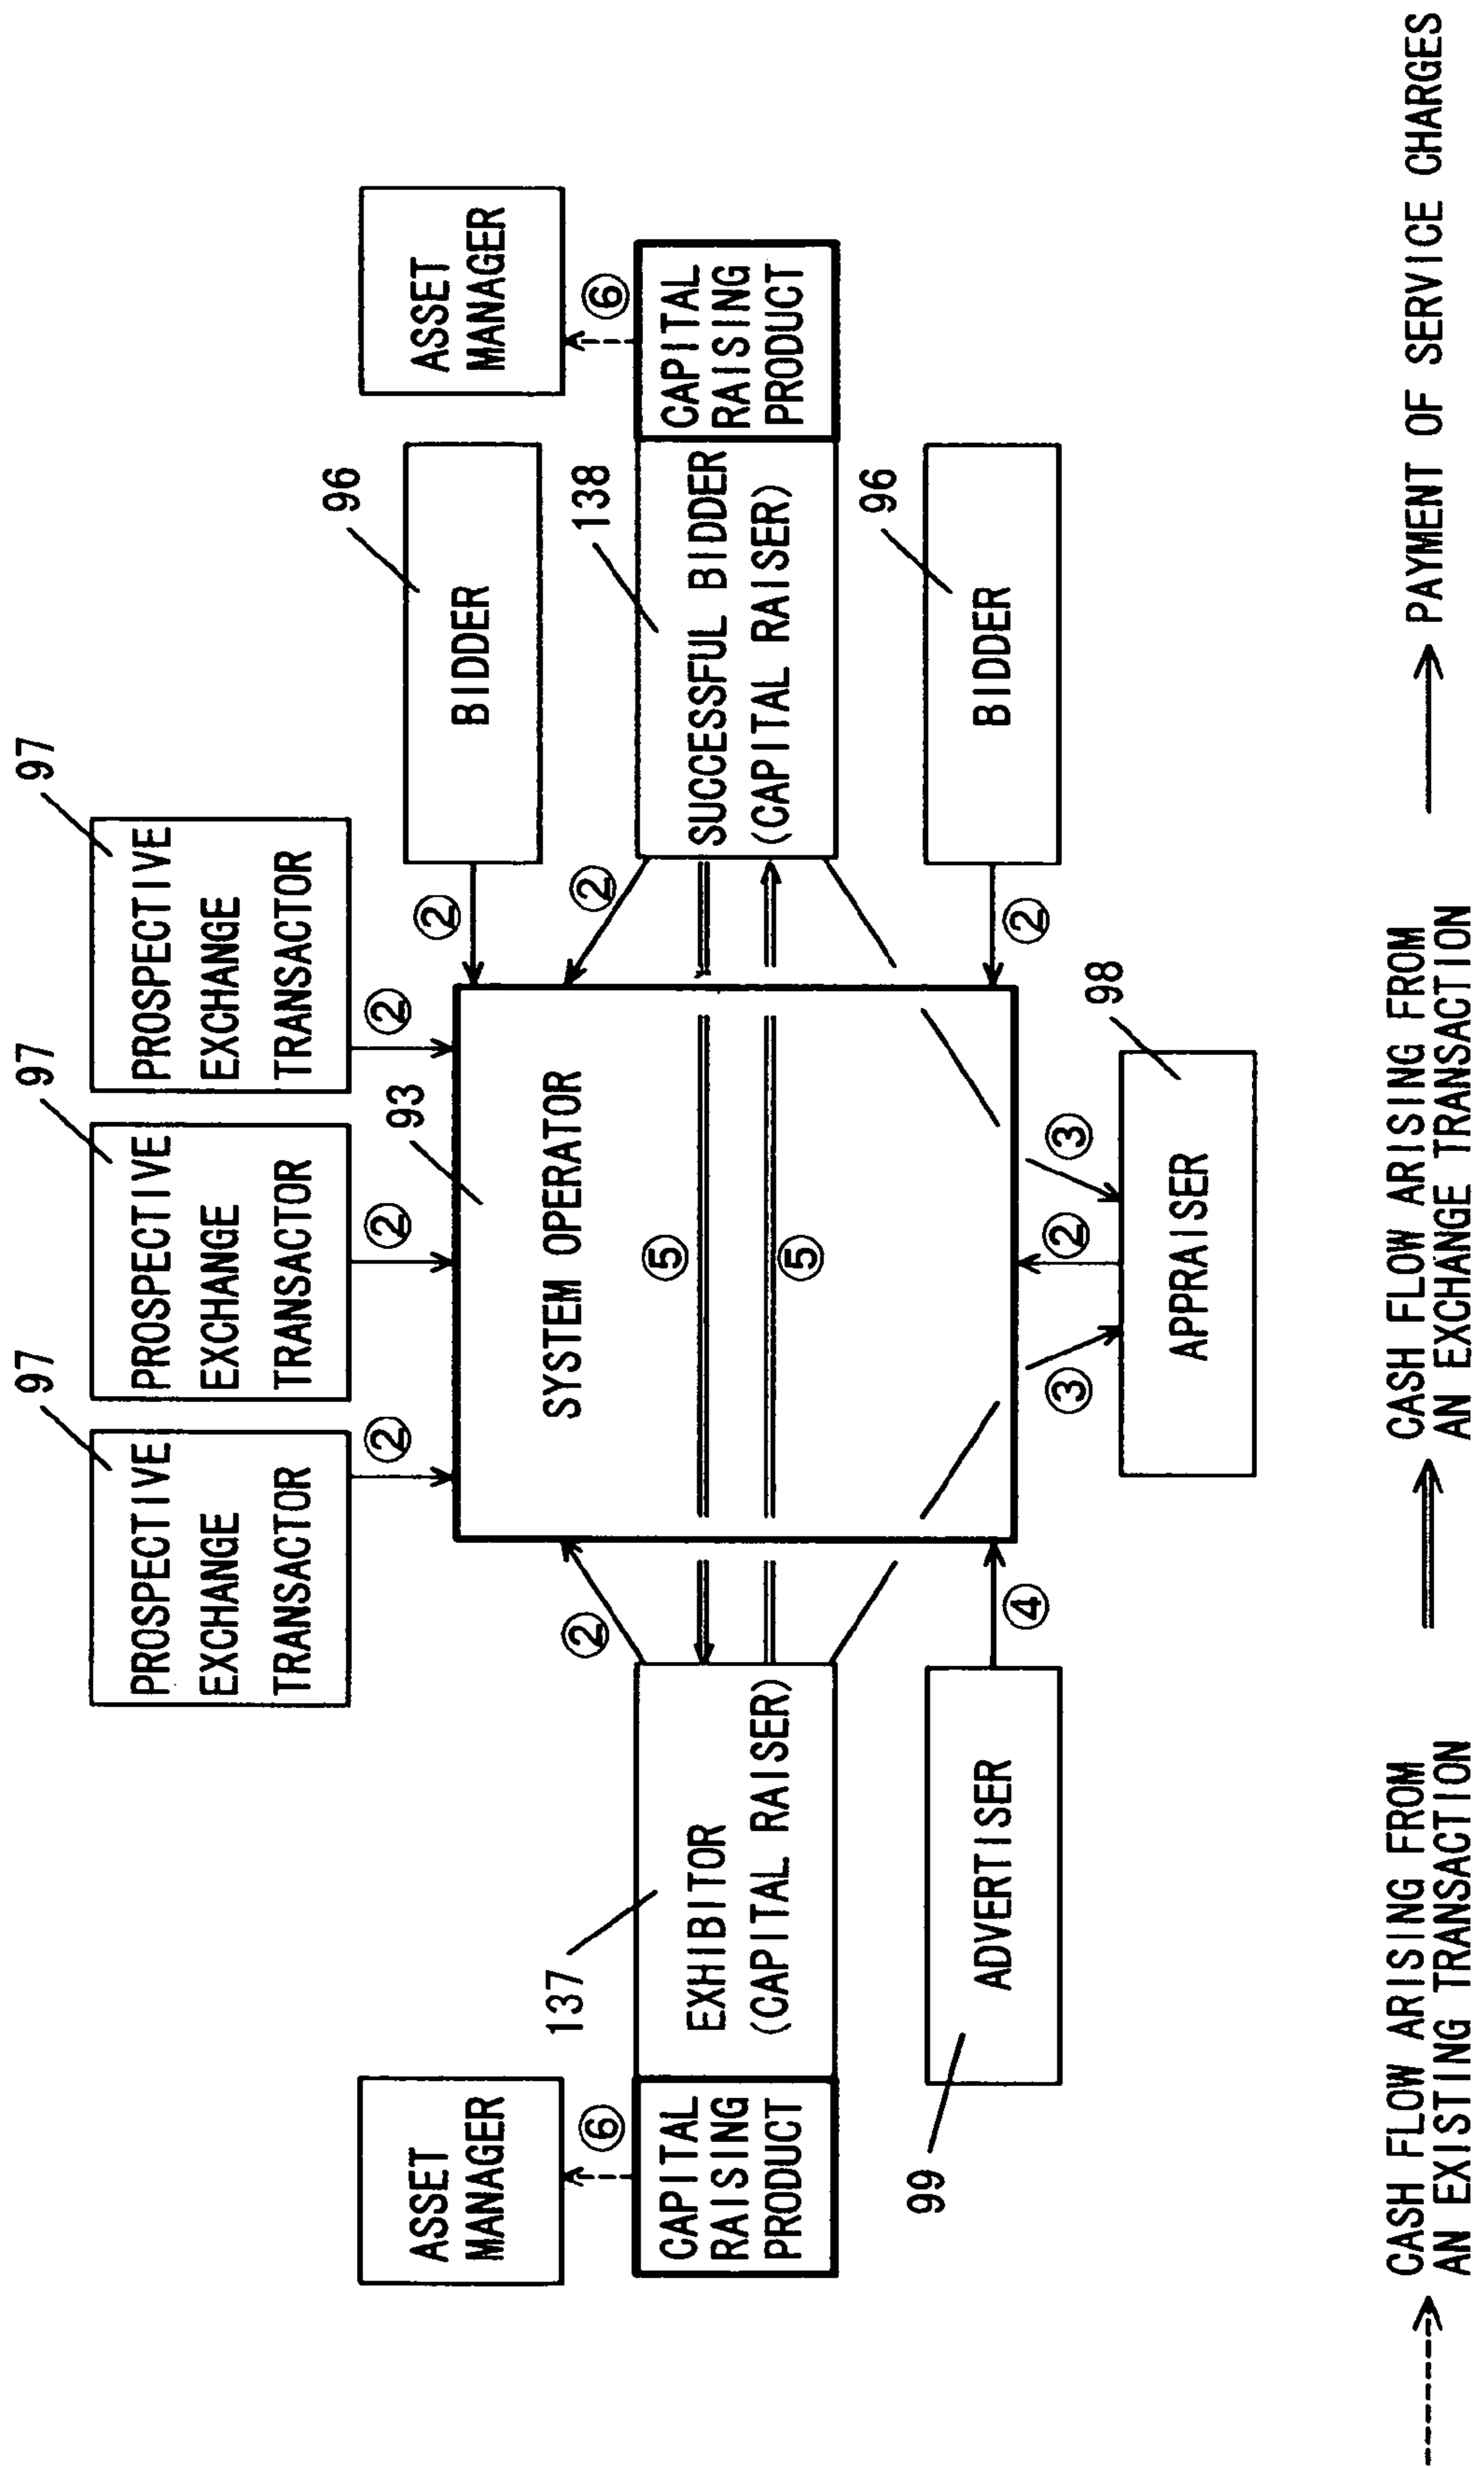 97
97
97
PROSPECTIVE
EXCHANGE
TRANSACTOR
PROSPECTIVE
EXCHANGE
TRANSACTOR
PROSPECTIVE
EXCHANGE
TRANSACTOR
②
②
②
ASSET
MANAGER
⑥
CAPITAL
RAISING
PRODUCT
137
EXHIBITOR
(CAPITAL RAISER)
②
93
SYSTEM OPERATOR
⑤
⑤
96
BIDDER
②
②
138
SUCCESSFUL BIDDER
(CAPITAL RAISER)
ASSET
MANAGER
⑥
CAPITAL
RAISING
PRODUCT
99
ADVERTISER
④
③
②
③
98
APPRAISER
96
BIDDER
②
CASH FLOW ARISING FROM
AN EXISTING TRANSACTION
CASH FLOW ARISING FROM
AN EXCHANGE TRANSACTION
PAYMENT OF SERVICE CHARGES